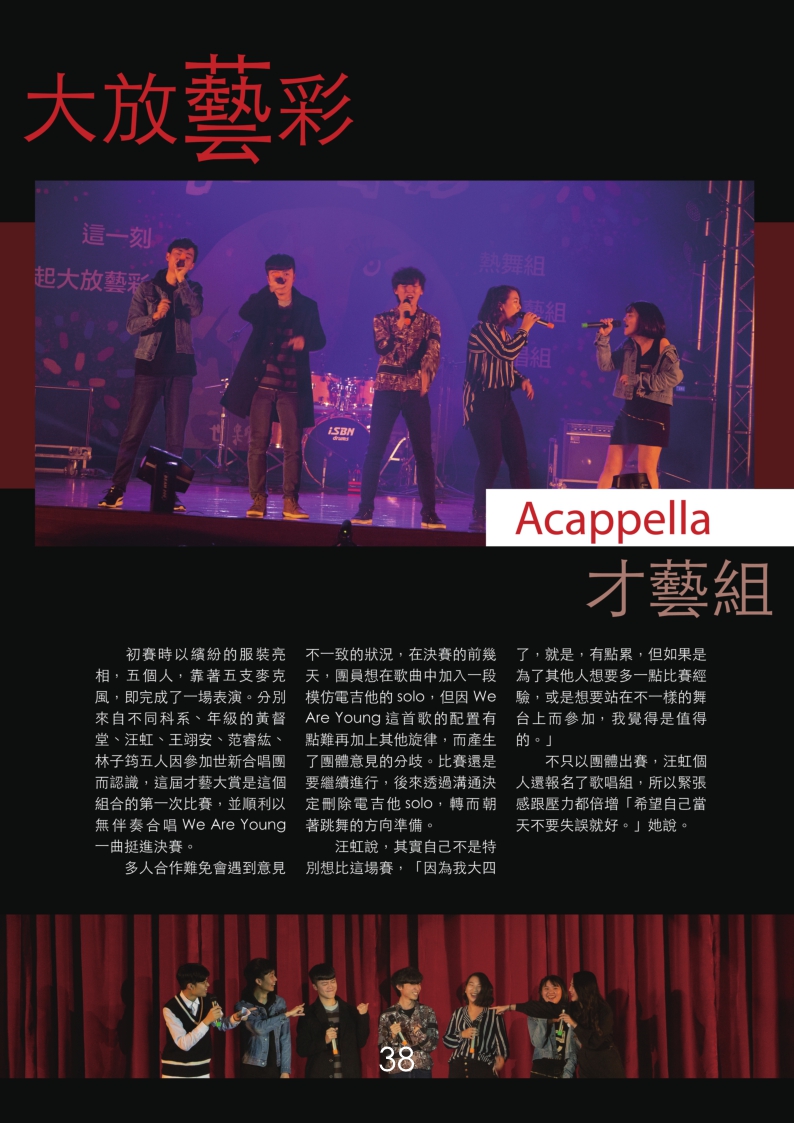 大放藝彩
這一刻
起大放藝彩
熱舞組
藝組
唱組
iSBN
drums
Acappella
才藝組
初賽時以繽紛的服裝亮
相，五個人，靠著五支麥克
風，即完成了一場表演。分別
來自不同科系、年級的黃督
堂、汪虹、王翊安、范睿紘、
林子筠五人因參加世新合唱團
而認識，這屆才藝大賞是這個
組合的第一次比賽，並順利以
無伴奏合唱 We Are Young
一曲挺進決賽。
多人合作難免會遇到意見
不一致的狀況，在決賽的前幾
天，團員想在歌曲中加入一段
模仿電吉他的 solo，但因 We
Are Young 這首歌的配置有
點難再加上其他旋律，而產生
了團體意見的分歧。比賽還是
要繼續進行，後來透過溝通決
定刪除電吉他 solo，轉而朝
著跳舞的方向準備。
汪虹說，其實自己不是特
別想比這場賽，「因為我大四
了，就是，有點累，但如果是
為了其他人想要多一點比賽經
驗，或是想要站在不一樣的舞
台上而參加，我覺得是值得
的。」
不只以團體出賽，汪虹個
人還報名了歌唱組，所以緊張
感跟壓力都倍增「希望自己當
天不要失誤就好。」她說。
38